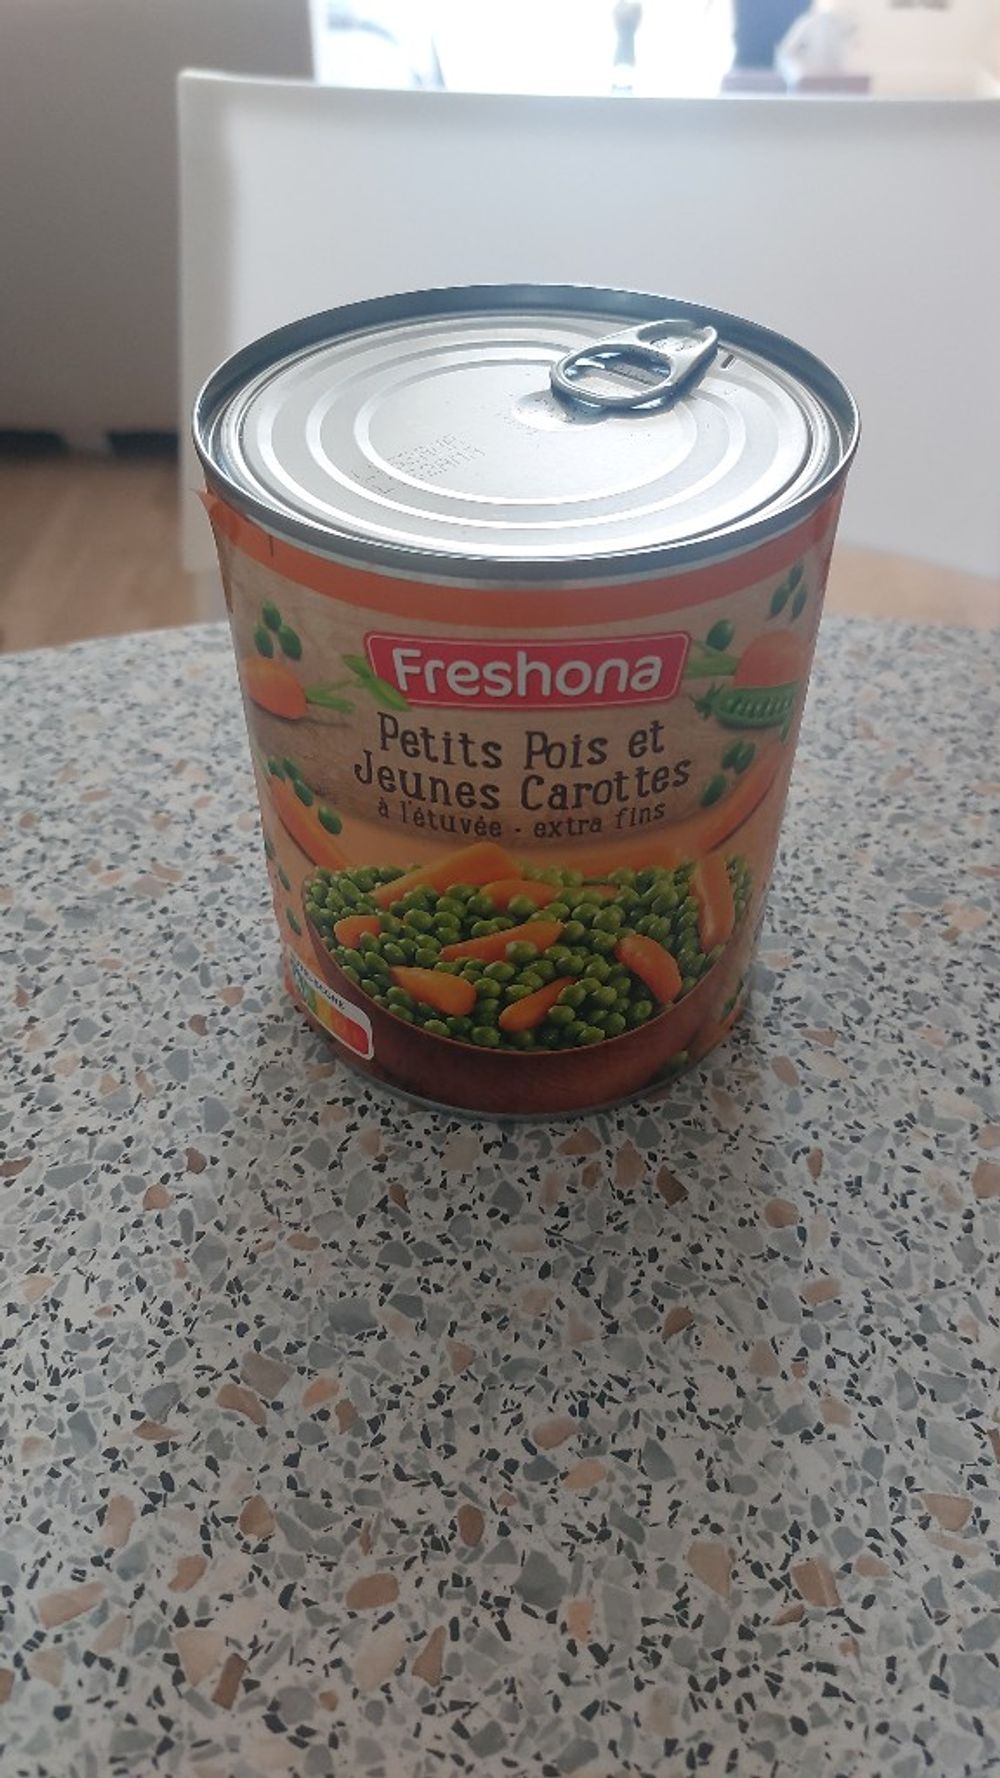 Freshona
Petits Pois et
Jeunes Carottes
à l'étuvée - extra fins